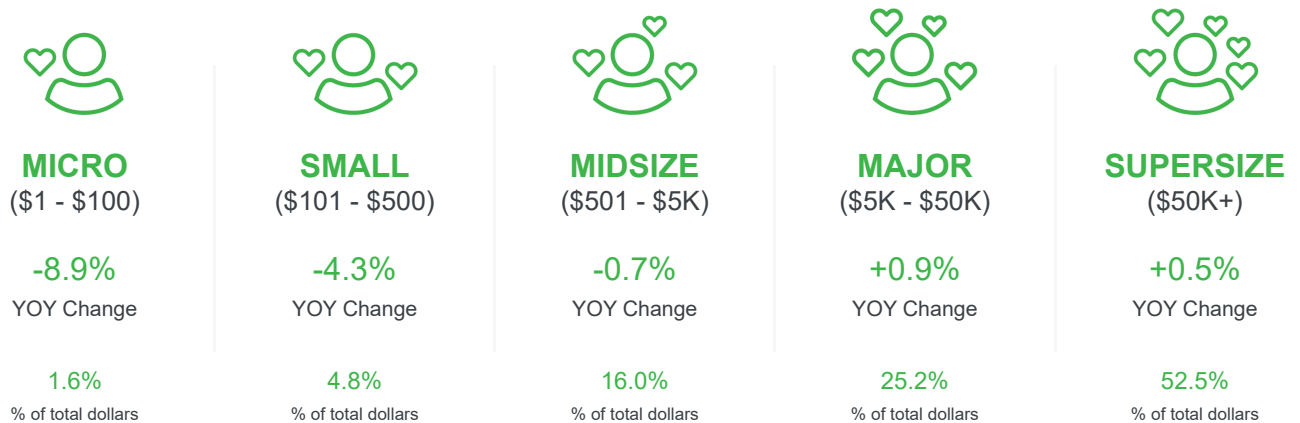 MICRO
($1 - $100)
-8.9%
YOY Change
1.6%
% of total dollars
SMALL
($101 - $500)
-4.3%
YOY Change
4.8%
% of total dollars
MIDSIZE
($501 - $5K)
-0.7%
YOY Change
16.0%
% of total dollars
MAJOR
($5K - $50K)
+0.9%
YOY Change
25.2%
% of total dollars
SUPERSIZE
($50K+)
+0.5%
YOY Change
52.5%
% of total dollars